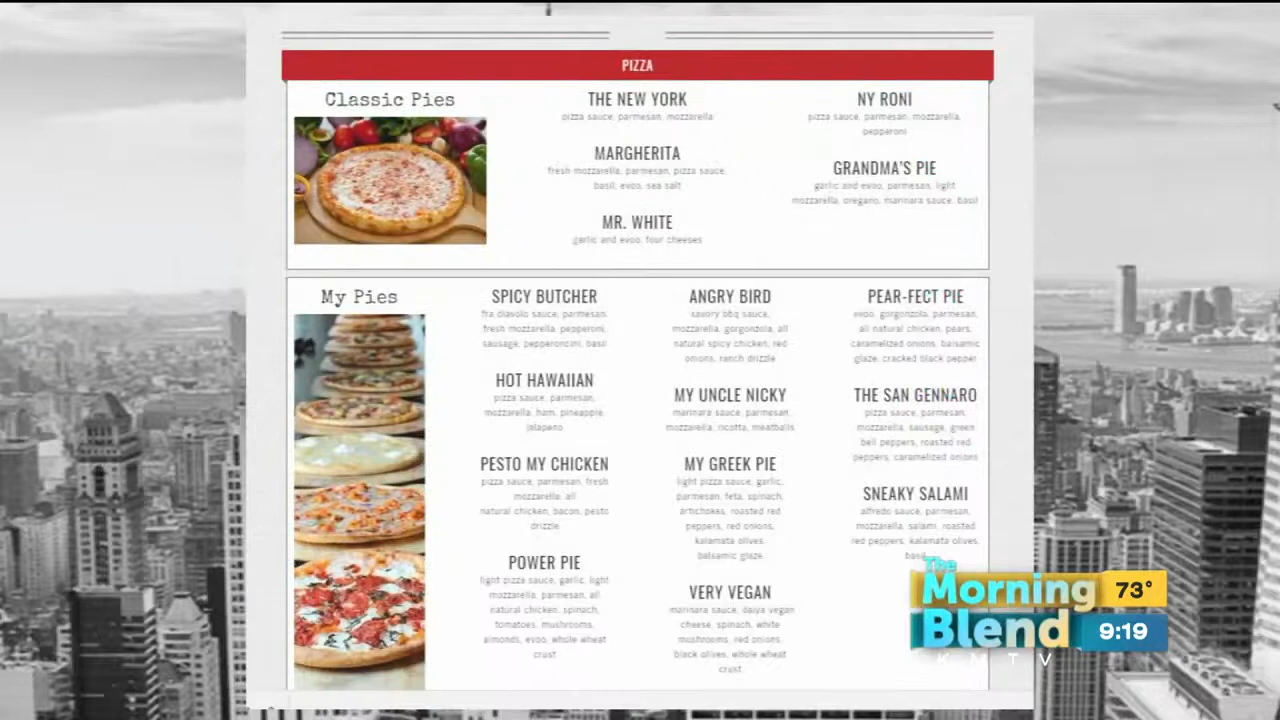 PIZZA
Classic Pies
THE NEW YORK
pizza sauce, parmesan, mozzarella
MARGHERITA
fresh mozzarella, parmesan, pizza sauce,
basil, evoo, sea salt
MR. WHITE
garlic and evoo, four cheeses
NY RONI
pizza sauce, parmesan, mozzarella,
pepperoni
GRANDMA'S PIE
garlic and evoo, parmesan, light
mozzarella, oregano, marinara sauce, basil
My Pies
SPICY BUTCHER
fra diavolo sauce, parmesan,
fresh mozzarella, pepperoni,
sausage, pepperoncini, basil
HOT HAWAIIAN
pizza sauce, parmesan,
mozzarella, ham, pineapple,
jalapeno
PESTO MY CHICKEN
pizza sauce, parmesan, fresh
mozzarella, all
natural chicken, bacon, pesto
drizzle
POWER PIE
light pizza sauce, garlic, light
mozzarella, parmesan, all
natural chicken, spinach,
tomatoes, mushrooms,
almonds, evoo, whole wheat
crust
ANGRY BIRD
savory bbq sauce,
mozzarella, gorgonzola, all
natural spicy chicken, red
onions, ranch drizzle
MY UNCLE NICKY
marinara sauce, parmesan,
mozzarella, ricotta, meatballs
MY GREEK PIE
light pizza sauce, garlic,
parmesan, feta, spinach,
artichokes, roasted red
peppers, red onions,
kalamata olives,
balsamic glaze
VERY VEGAN
marinara sauce, daiya vegan
cheese, spinach, white
mushrooms, red onions,
black olives, whole wheat
crust
PEAR-FECT PIE
evoo, gorgonzola, parmesan,
all natural chicken, pears,
caramelized onions, balsamic
glaze, cracked black pepper
THE SAN GENNARO
pizza sauce, parmesan,
mozzarella, sausage, green
bell peppers, roasted red
peppers, caramelized onions
SNEAKY SALAMI
alfredo sauce, parmesan,
mozzarella, salami, roasted
red peppers, kalamata olives,
basil
The
Morning
Blend
KMTV
73°
9:19